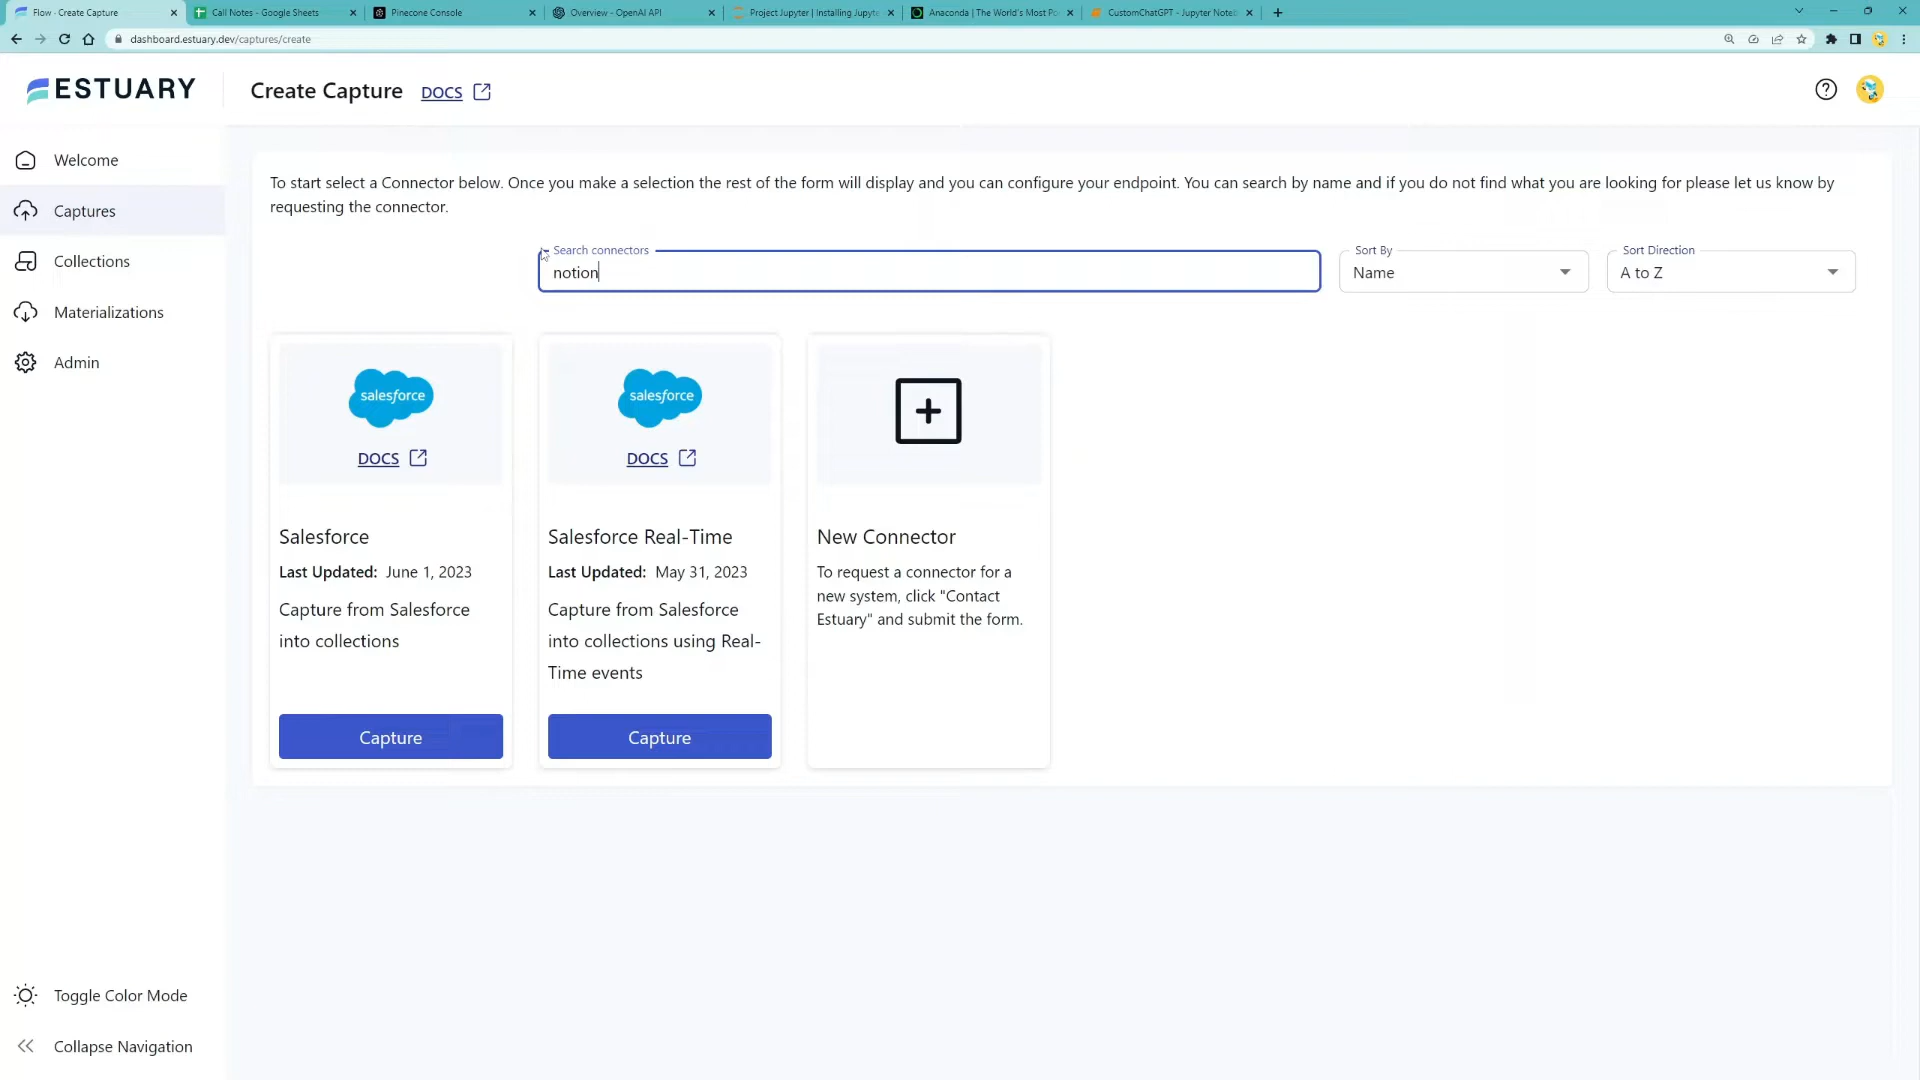 Flow - Create Capture
Call Notes - Google Sheets
Pinecone Console
Overview - OpenAI API
Project Jupyter | Installing Jupyte
Anaconda | The World's Most Po
CustomChatGPT - Jupyter Noteb
dashboard.estuary.dev/captures/create
ESTUARY
Create Capture DOCS
Welcome
Captures
Collections
Materializations
Admin
To start select a Connector below. Once you make a selection the rest of the form will display and you can configure your endpoint. You can search by name and if you do not find what you are looking for please let us know by
requesting the connector.
Search connectors
notion
Sort By
Name
Sort Direction
A to Z
salesforce
DOCS
Salesforce
Last Updated: June 1, 2023
Capture from Salesforce
into collections
Capture
salesforce
DOCS
Salesforce Real-Time
Last Updated: May 31, 2023
Capture from Salesforce
into collections using Real-
Time events
Capture
New Connector
To request a connector for a
new system, click "Contact
Estuary" and submit the form.
Toggle Color Mode
Collapse Navigation